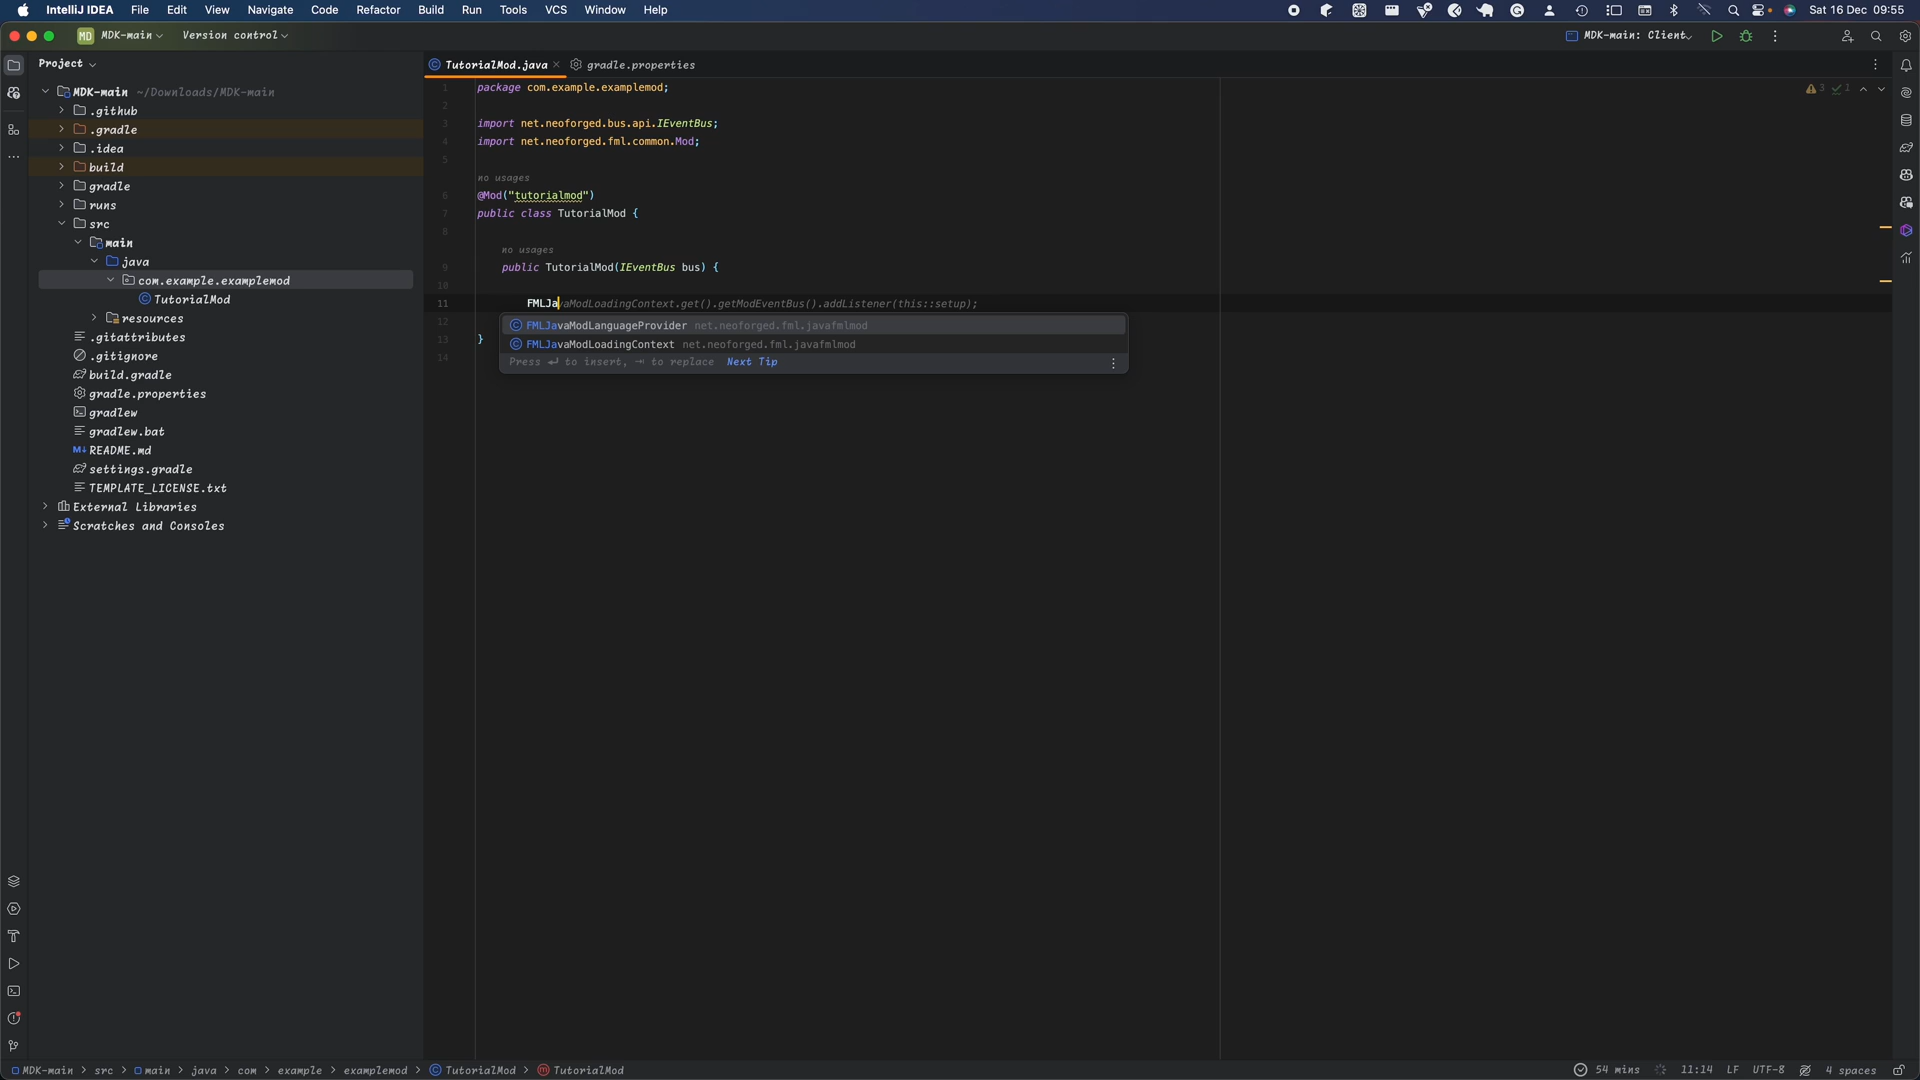 IntelliJ IDEA File Edit View Navigate Code Refactor Build Run Tools VCS Window Help Sat 16 Dec 09:55
MD MDK-main Version control MDK-main: Client
Project
TutorialMod.java gradle.properties
MDK-main ~/Downloads/MDK-main
.github
.gradle
.idea
build
gradle
runs
src
main
java
com.example.examplemod
TutorialMod
resources
.gitattributes
.gitignore
build.gradle
gradle.properties
gradlew
gradlew.bat
M↓ README.md
settings.gradle
TEMPLATE_LICENSE.txt
External Libraries
Scratches and Consoles
1 package com.example.examplemod;
3 1
2
3 import net.neoforged.bus.api.IEventBus;
4 import net.neoforged.fml.common.Mod;
5
no usages
6 @Mod("tutorialmod")
7 public class TutorialMod {
8
no usages
9 public TutorialMod(IEventBus bus) {
10
11 FMLJavaModLoadingContext.get().getModEventBus().addListener(this::setup);
12
13 }
14
FMLJavaModLanguageProvider net.neoforged.fml.javafmlmod
FMLJavaModLoadingContext net.neoforged.fml.javafmlmod
Press ↵ to insert, ⇥ to replace Next Tip
MDK-main > src > main > java > com > example > examplemod > TutorialMod > TutorialMod
54 mins 11:14 LF UTF-8 4 spaces